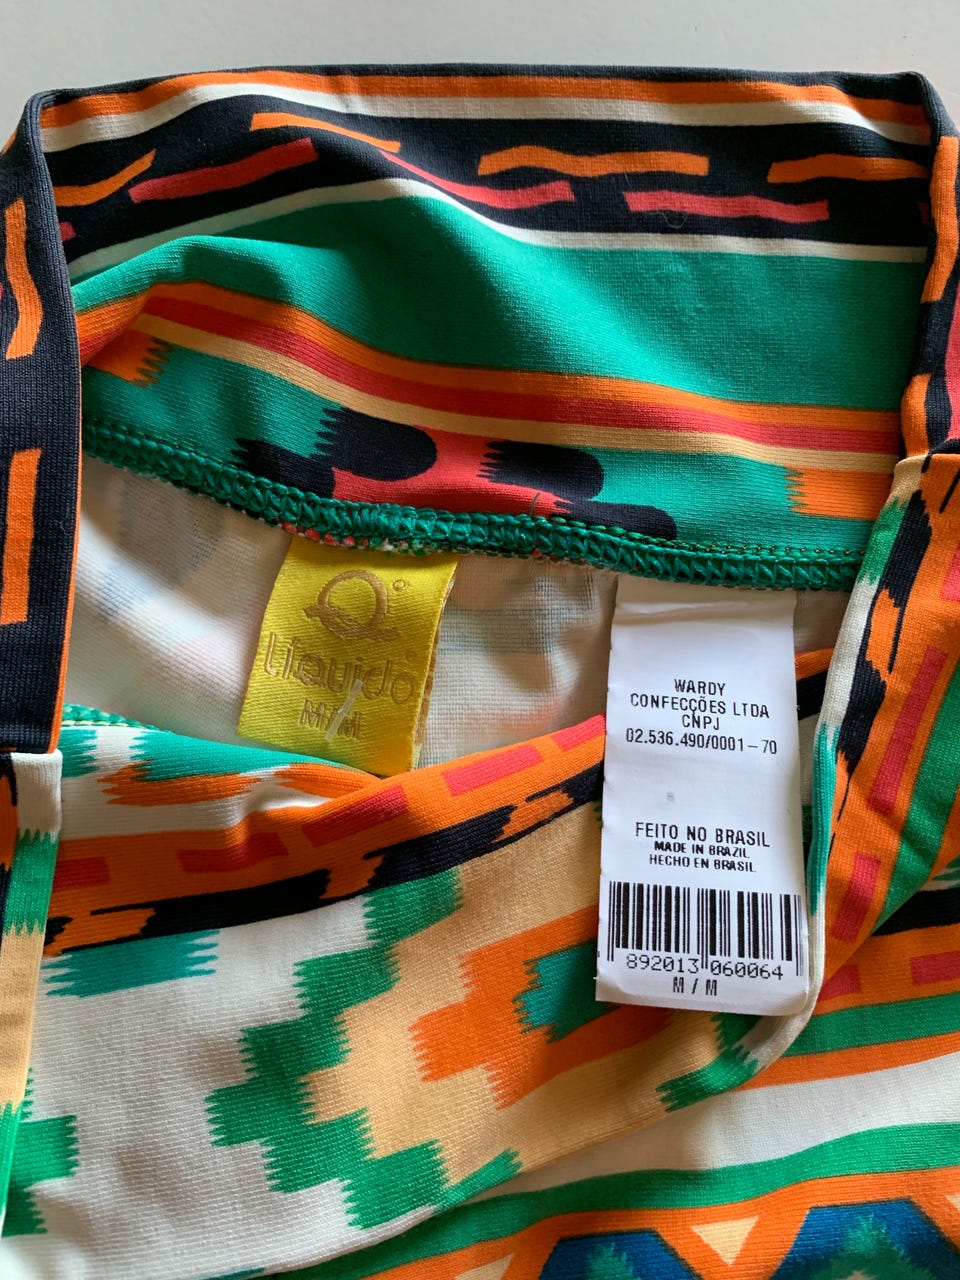 Líquido
M/M
WARDY
CONFECÇÕES LTDA
CNPJ
02.536.490/0001-70
FEITO NO BRASIL
MADE IN BRAZIL
HECHO EN BRASIL
892013 060064
M / M